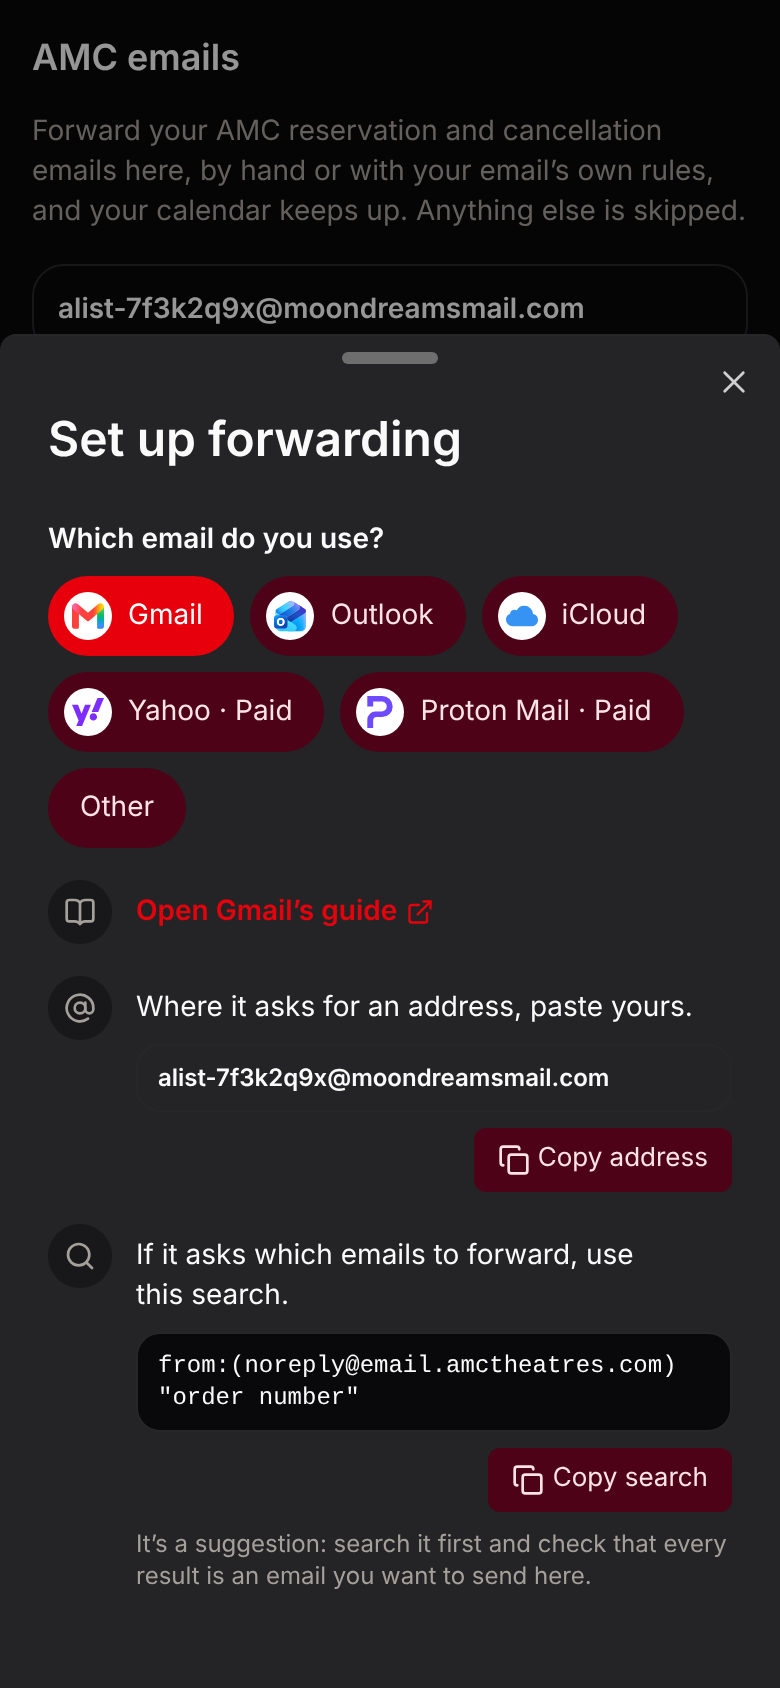 AMC emails
Forward your AMC reservation and cancellation
emails here, by hand or with your email’s own rules,
and your calendar keeps up. Anything else is skipped.
alist-7f3k2q9x@moondreamsmail.com
Set up forwarding
Which email do you use?
Gmail
Outlook
iCloud
Yahoo · Paid
Proton Mail · Paid
Other
Open Gmail’s guide
Where it asks for an address, paste yours.
alist-7f3k2q9x@moondreamsmail.com
Copy address
If it asks which emails to forward, use
this search.
from:(noreply@email.amctheatres.com)
"order number"
Copy search
It’s a suggestion: search it first and check that every
result is an email you want to send here.